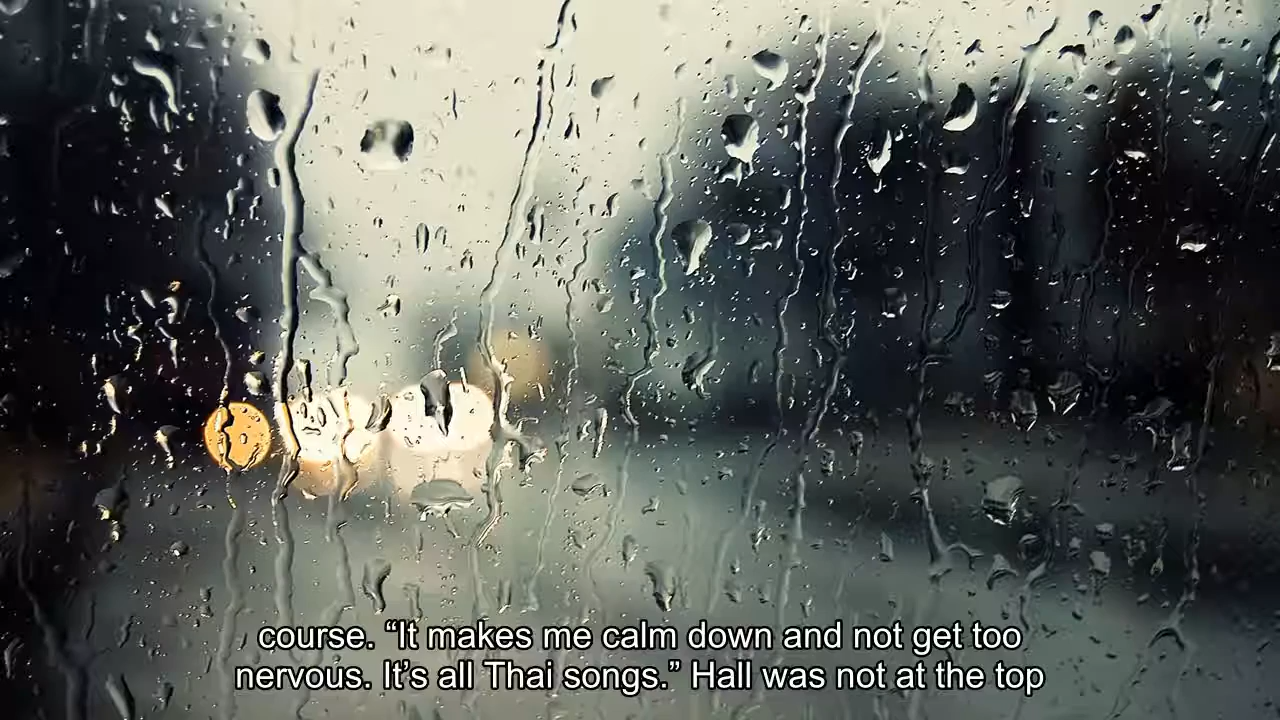 course. “It makes me calm down and not get too
nervous. It’s all Thai songs.” Hall was not at the top